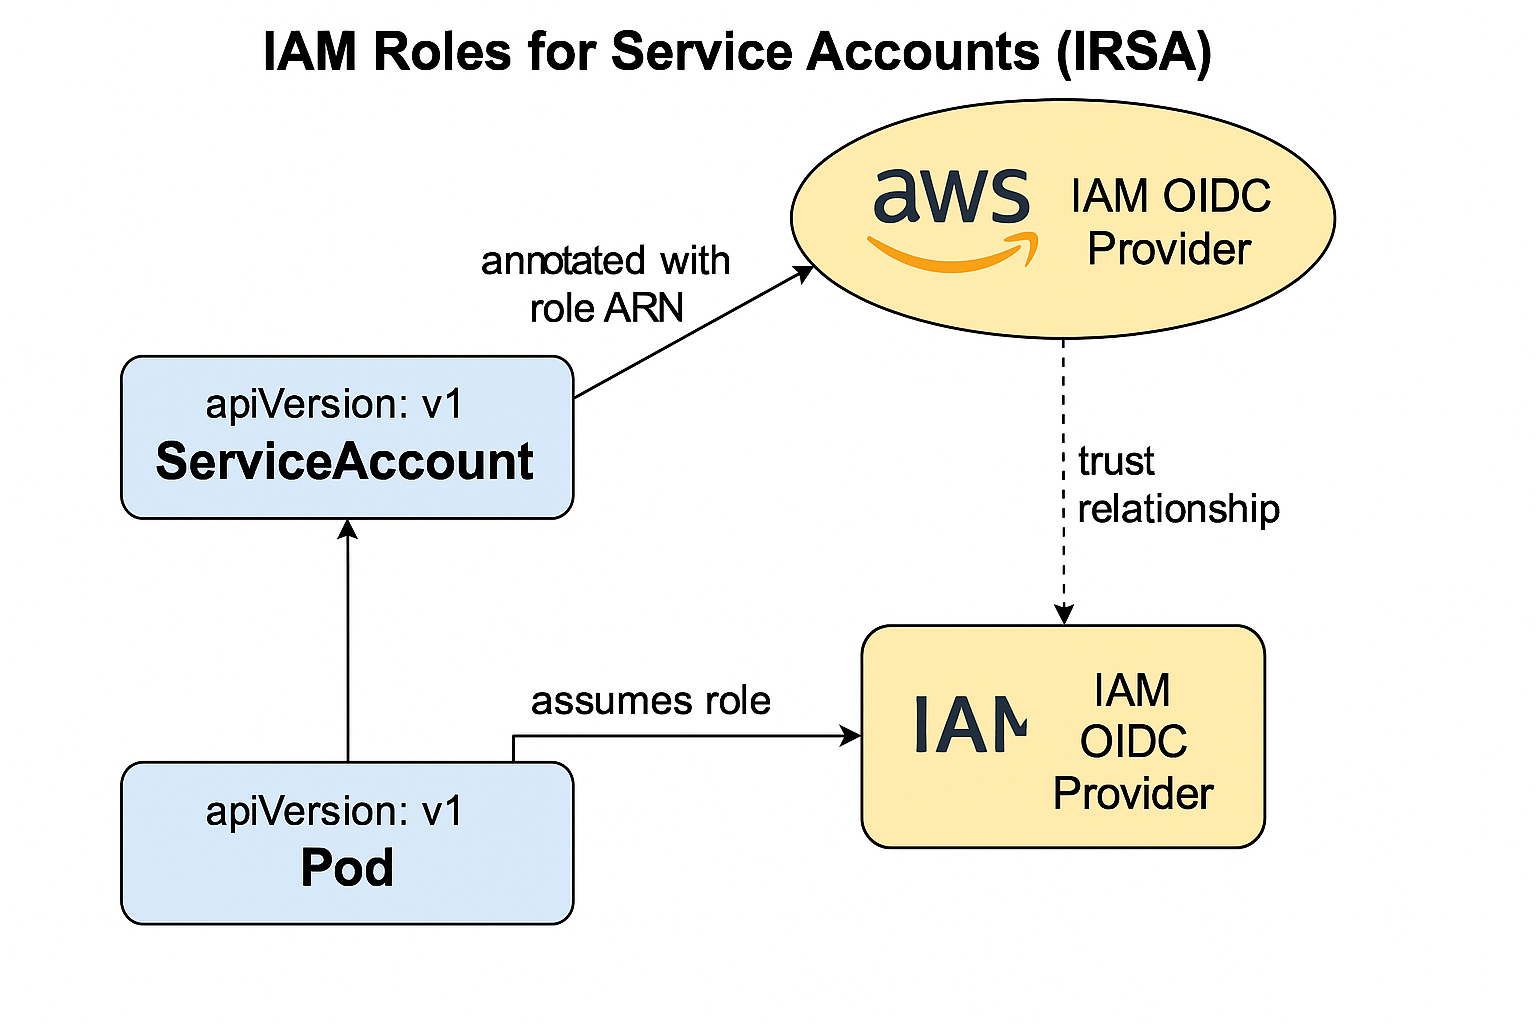 IAM Roles for Service Accounts (IRSA)
aws
IAM OIDC
Provider
annotated with
role ARN
apiVersion: v1
ServiceAccount
trust
relationship
assumes role
IAM
IAM
OIDC
Provider
apiVersion: v1
Pod